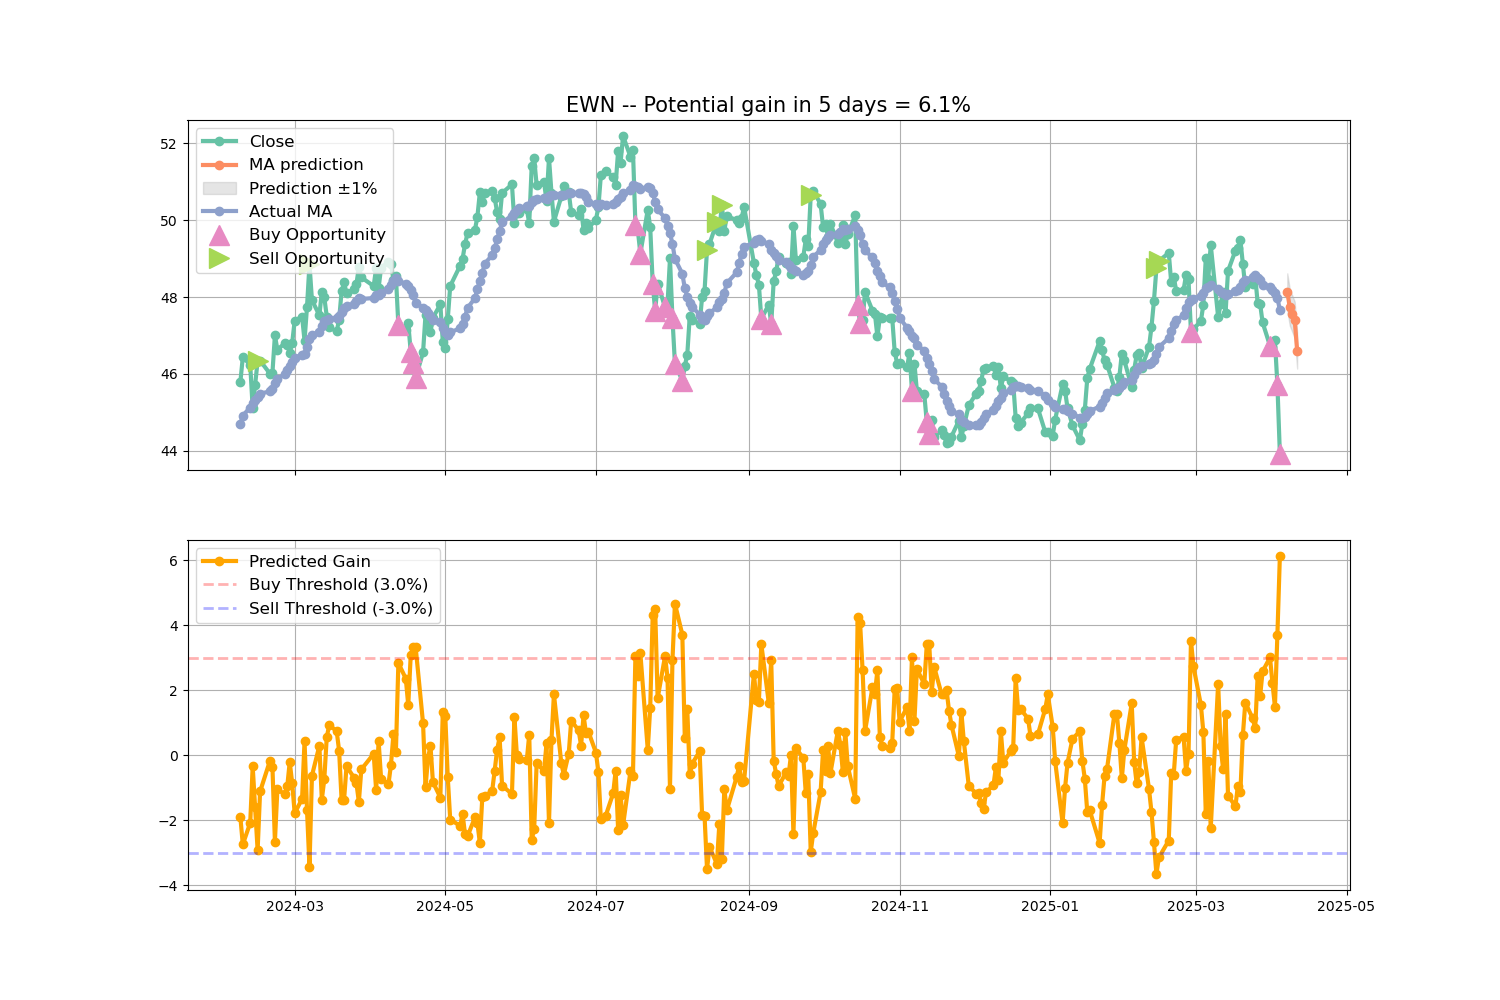 EWN -- Potential gain in 5 days = 6.1%
52
50
48
46
44
Close
MA prediction
Prediction ±1%
Actual MA
Buy Opportunity
Sell Opportunity
6
4
2
0
−2
−4
Predicted Gain
Buy Threshold (3.0%)
Sell Threshold (-3.0%)
2024-03
2024-05
2024-07
2024-09
2024-11
2025-01
2025-03
2025-05